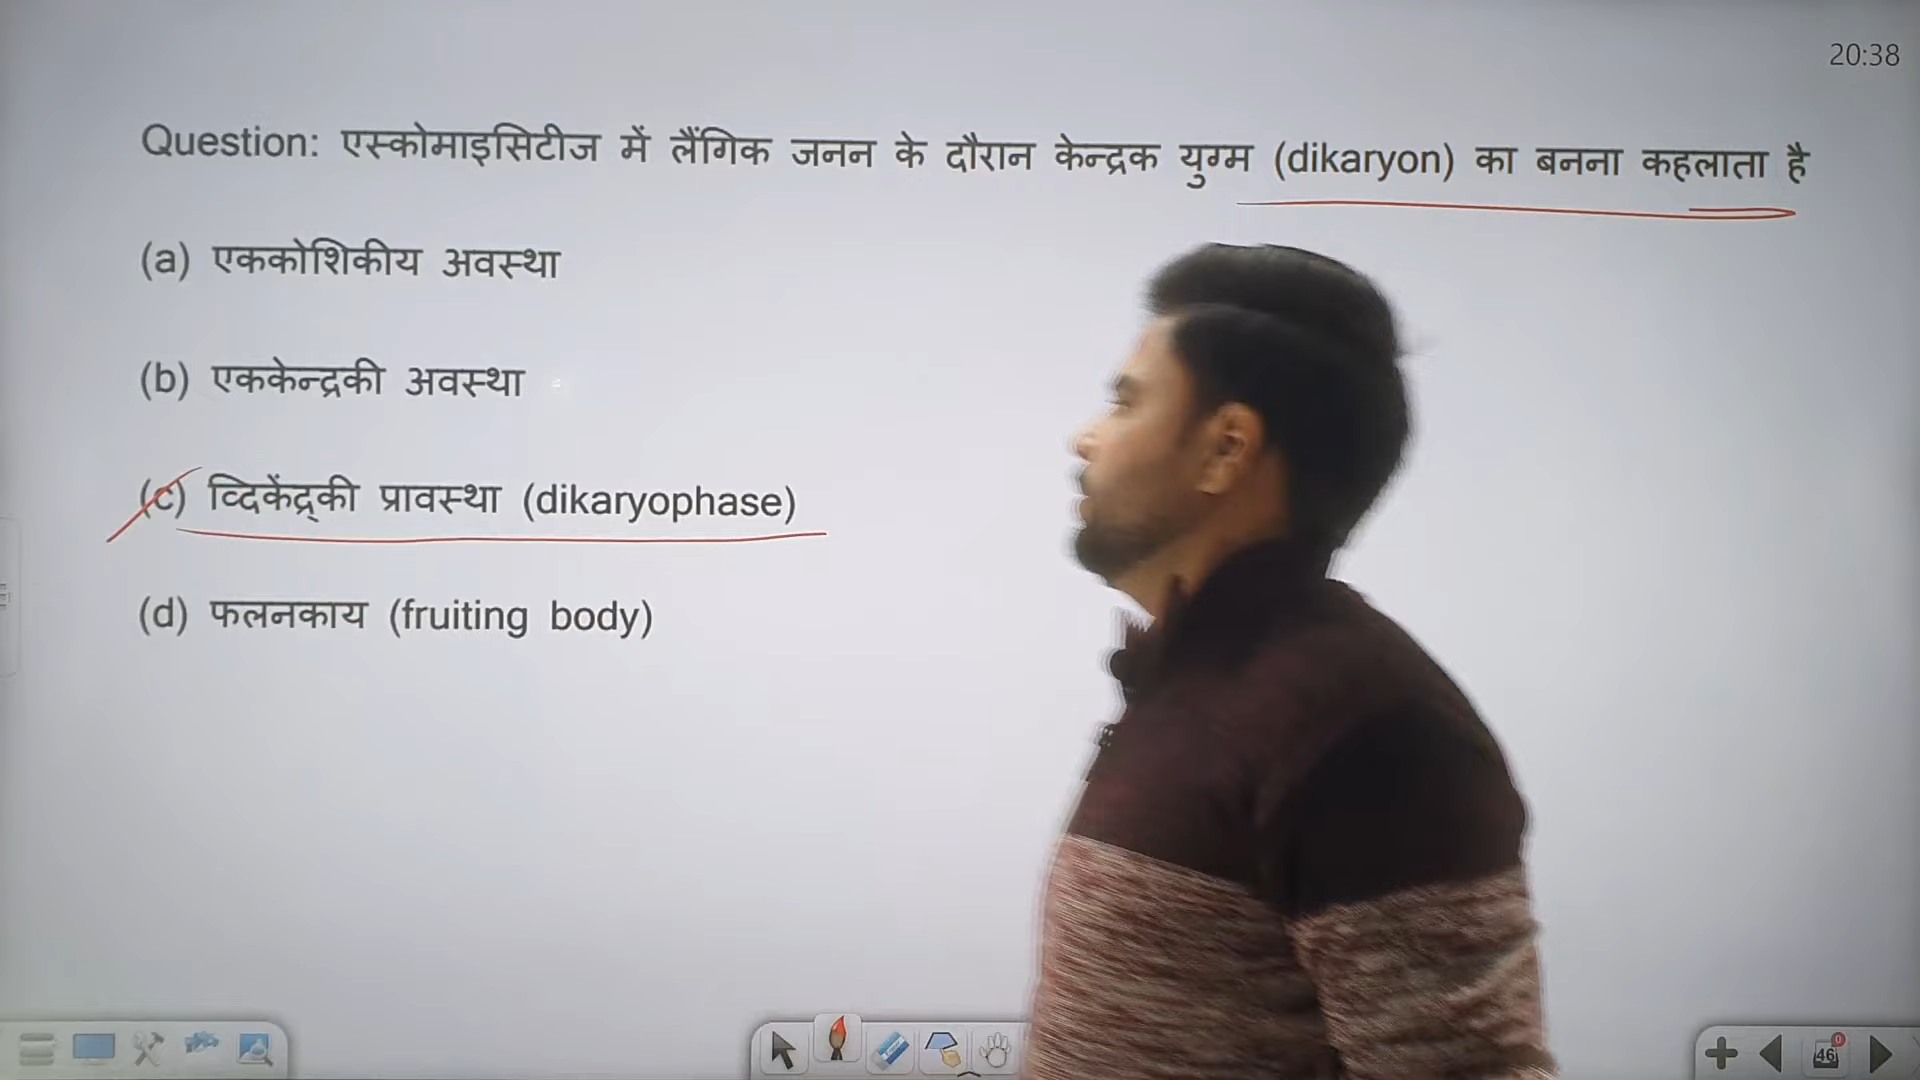 20:38
Question: एस्कोमाइसिटीज में लैंगिक जनन के दौरान केन्द्रक युग्म (dikaryon) का बनना कहलाता है
(a) एककोशिकीय अवस्था
(b) एककेन्द्रकी अवस्था
(c) व्दिकेंद्र्की प्रावस्था (dikaryophase)
(d) फलनकाय (fruiting body)
46
0